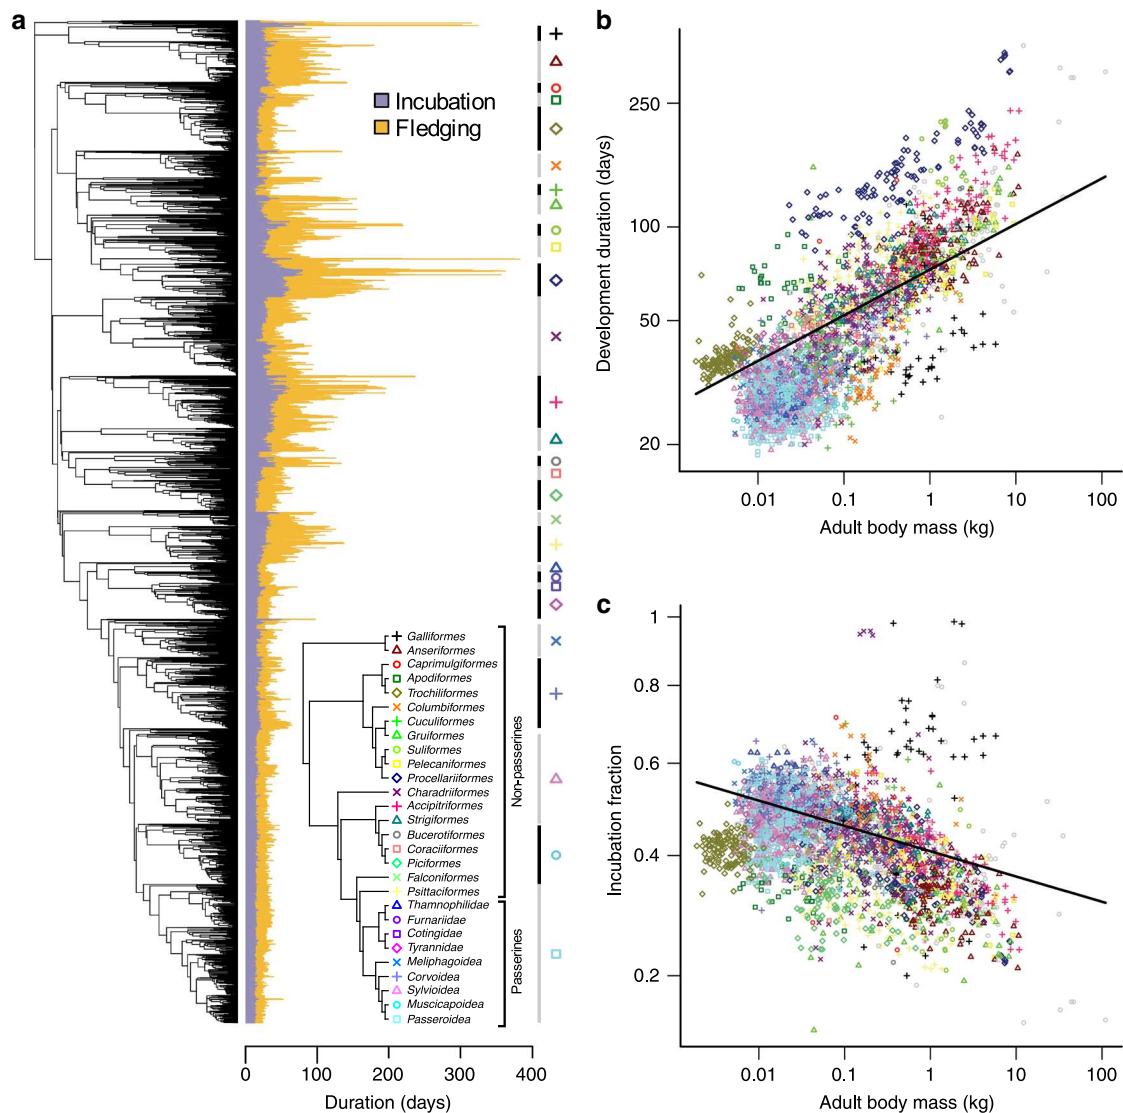 a
Incubation
Fledging
Galliformes
Anseriformes
Caprimulgiformes
Apodiformes
Trochiliformes
Columbiformes
Cuculiformes
Gruiformes
Suliformes
Pelecaniformes
Procellariiformes
Charadriiformes
Accipitriformes
Strigiformes
Bucerotiformes
Coraciiformes
Piciformes
Falconiformes
Psittaciformes
Thamnophilidae
Furnariidae
Cotingidae
Tyrannidae
Meliphagoidea
Corvoidea
Sylvioidea
Muscicapoidea
Passeroidea
Non-passerines
Passerines
0 100 200 300 400
Duration (days)
b
Development duration (days)
250
100
50
20
0.01 0.1 1 10 100
Adult body mass (kg)
c
Incubation fraction
1
0.8
0.6
0.4
0.2
0.01 0.1 1 10 100
Adult body mass (kg)